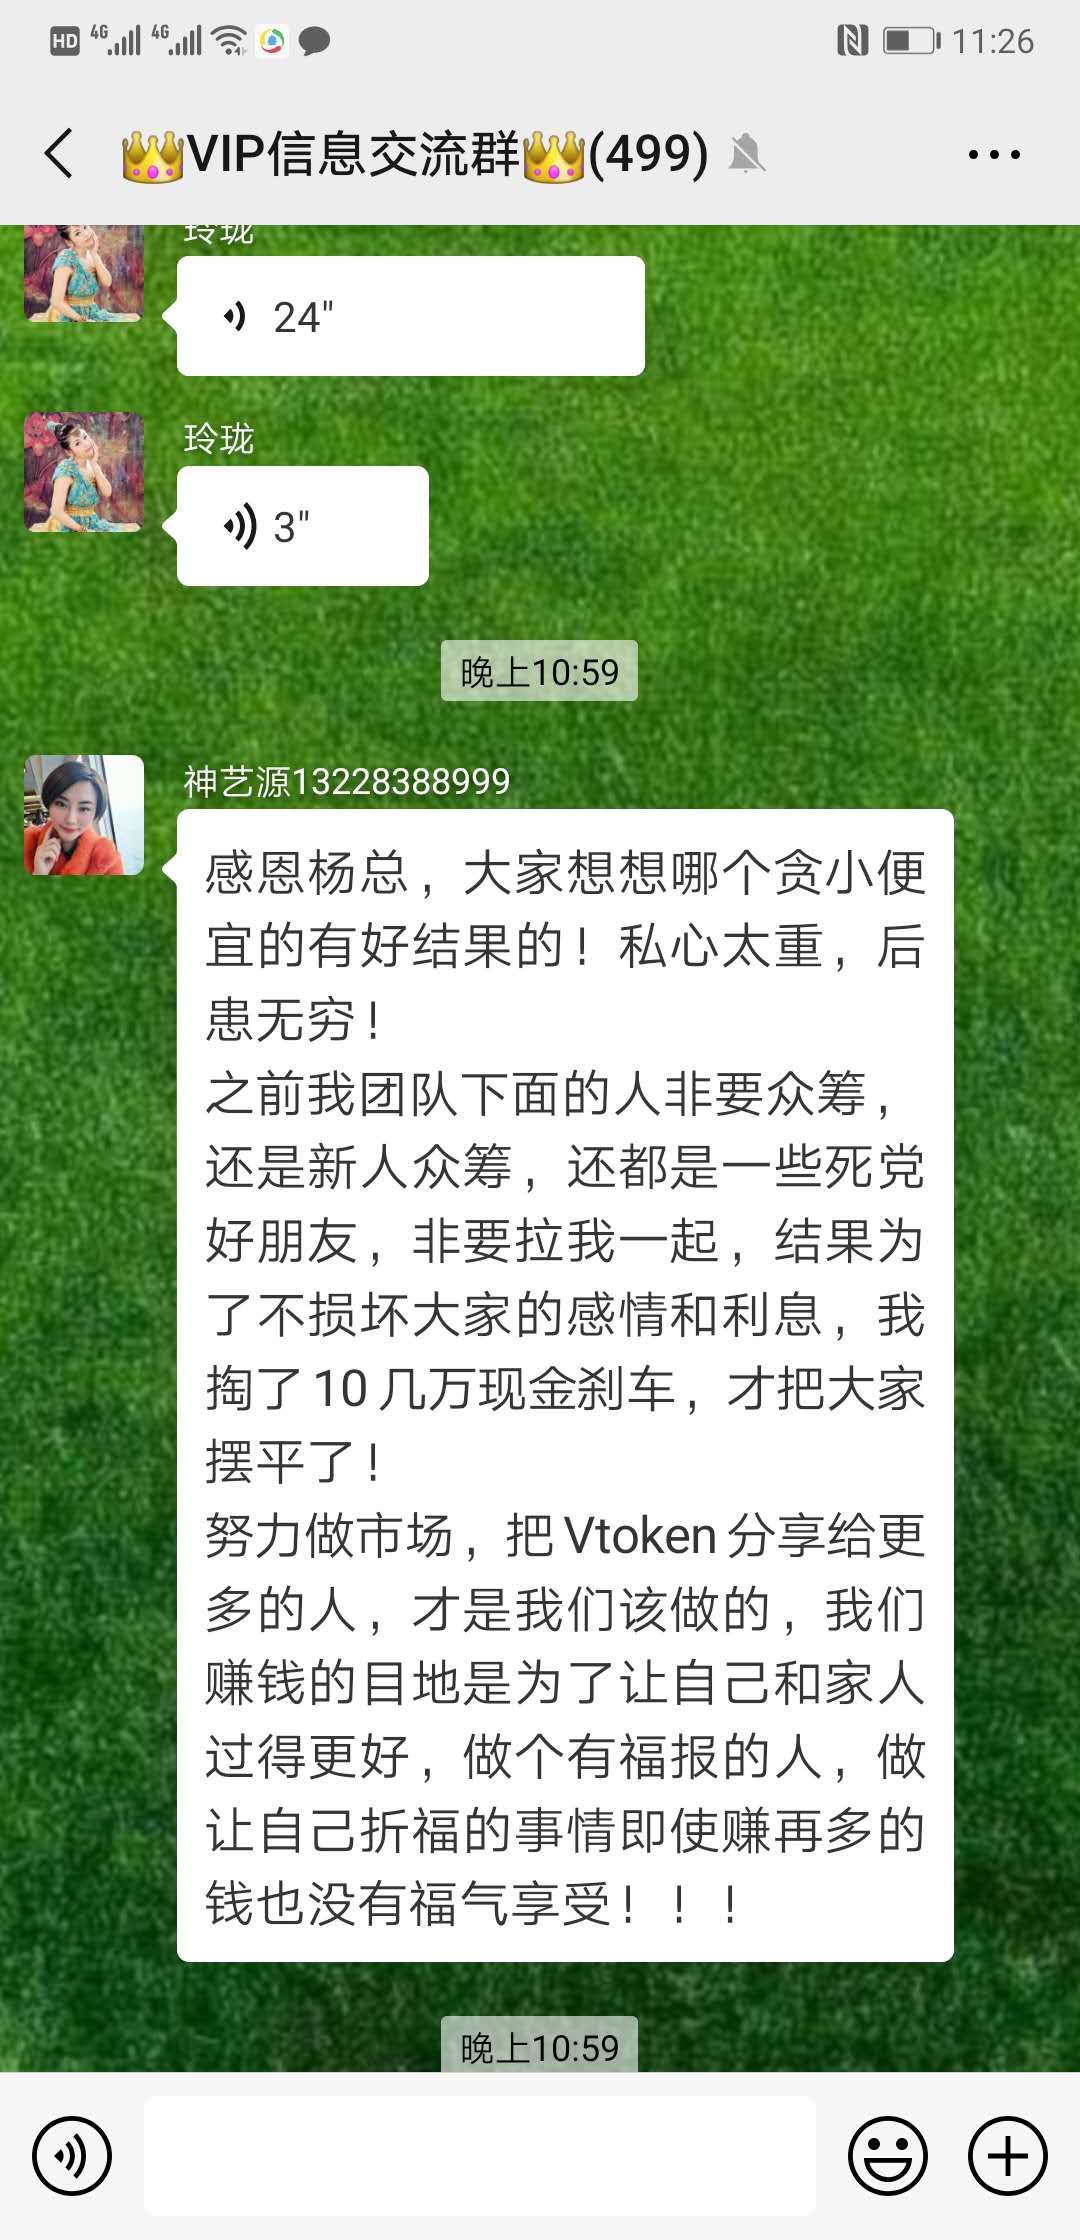 HD 4G 4G 11:26
👑VIP信息交流群👑(499)
玲珑
24"
玲珑
3"
晚上10:59
神艺源13228388999
感恩杨总，大家想想哪个贪小便
宜的有好结果的！私心太重，后
患无穷！
之前我团队下面的人非要众筹，
还是新人众筹，还都是一些死党
好朋友，非要拉我一起，结果为
了不损坏大家的感情和利息，我
掏了10几万现金刹车，才把大家
摆平了！
努力做市场，把Vtoken分享给更
多的人，才是我们该做的，我们
赚钱的目地是为了让自己和家人
过得更好，做个有福报的人，做
让自己折福的事情即使赚再多的
钱也没有福气享受！！！
晚上10:59